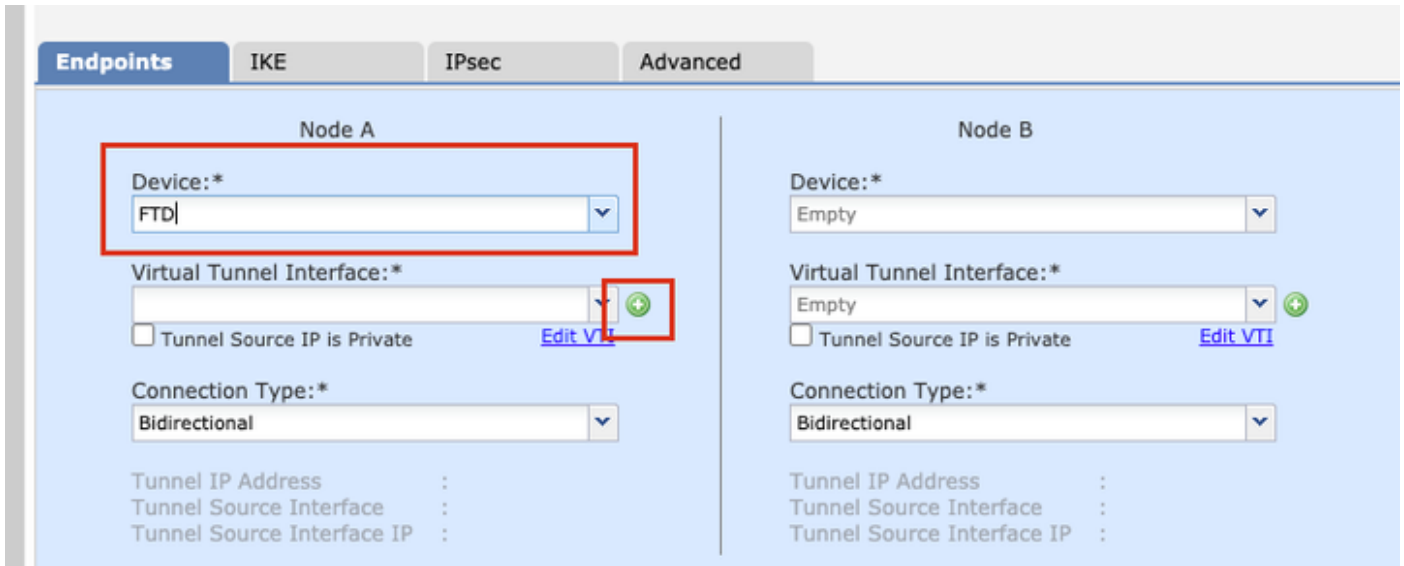 Endpoints IKE IPsec Advanced
Node A
Device:*
FTD
Virtual Tunnel Interface:*
Tunnel Source IP is Private Edit VTI
Connection Type:*
Bidirectional
Tunnel IP Address :
Tunnel Source Interface :
Tunnel Source Interface IP :
Node B
Device:*
Empty
Virtual Tunnel Interface:*
Empty
Tunnel Source IP is Private Edit VTI
Connection Type:*
Bidirectional
Tunnel IP Address :
Tunnel Source Interface :
Tunnel Source Interface IP :